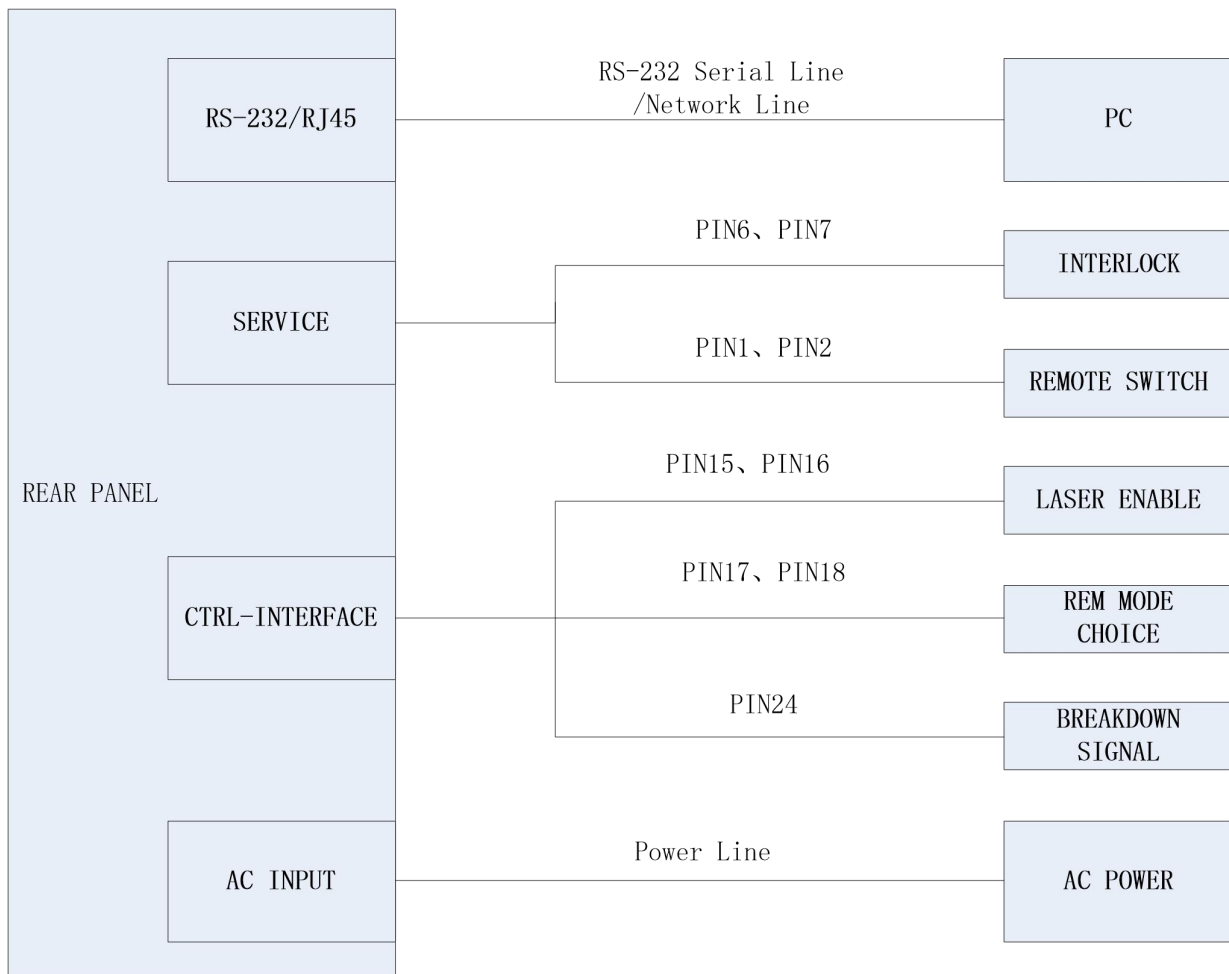 RS-232 Serial Line
/Network Line
RS-232/RJ45
PC
PIN6、PIN7
INTERLOCK
SERVICE
PIN1、PIN2
REMOTE SWITCH
PIN15、PIN16
REAR PANEL
LASER ENABLE
PIN17、PIN18
CTRL-INTERFACE
REM MODE
CHOICE
PIN24
BREAKDOWN
SIGNAL
Power Line
AC INPUT
AC POWER